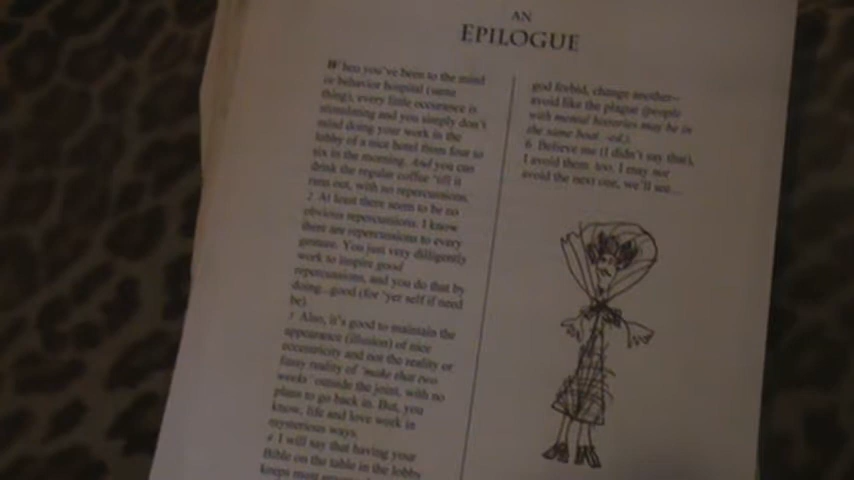 AN
EPILOGUE
When you've been to the mind
or behavior hospital (same
thing), every little occurance is
stimulating and you simply don't
mind doing your work in the
lobby of a nice hotel from four to
six in the morning. And you can
drink the regular coffee 'till it
runs out, with no repercussions.
2 At least there seem to be no
obvious repercussions. I know
there are repercussions to every
gesture. You just very dilligently
work to inspire good
repercussions, and you do that by
doing...good (for 'yer self if need
be).
3 Also, it's good to maintain the
appearance (illusion) of nice
eccentricity and not the reality or
fuzzy reality of 'make that two
weeks' outside the joint, with no
plans to go back in. But, you
know, life and love work in
mysterious ways.
4 I will say that having your
Bible on the table in the lobby
keeps most
god forbid, change another--
avoid like the plague (people
with mental histories may be in
the same boat -ed.).
6 Believe me (I didn't say that),
I avoid them, too. I may not
avoid the next one, we'll see...